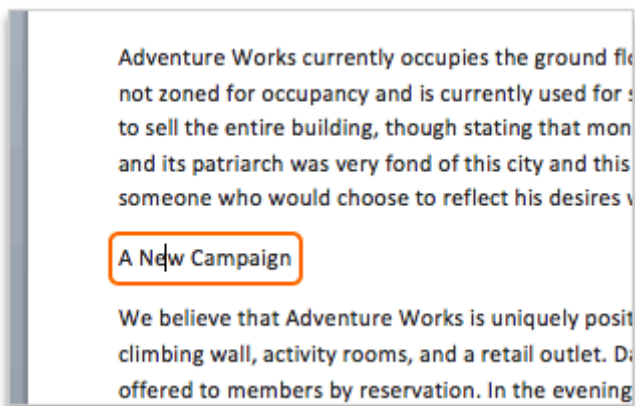 Adventure Works currently occupies the ground
not zoned for occupancy and is currently used for
to sell the entire building, though stating that
and its patriarch was very fond of this city and this
someone who would choose to reflect his desires
A New Campaign
We believe that Adventure Works is uniquely
climbing wall, activity rooms, and a retail outlet.
offered to members by reservation. In the evening